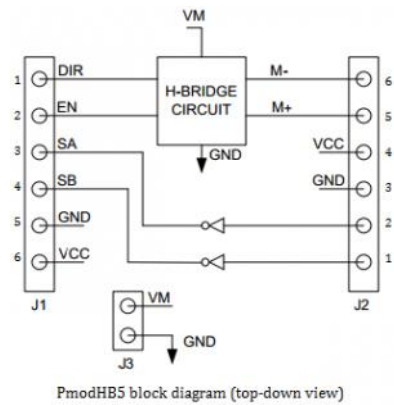 VM
1 DIR H-BRIDGE CIRCUIT M- 6
2 EN M+ 5
3 SA GND VCC 4
4 SB GND 3
5 GND 2
6 VCC 1
J1 J2
VM
GND
J3
PmodHB5 block diagram (top-down view)